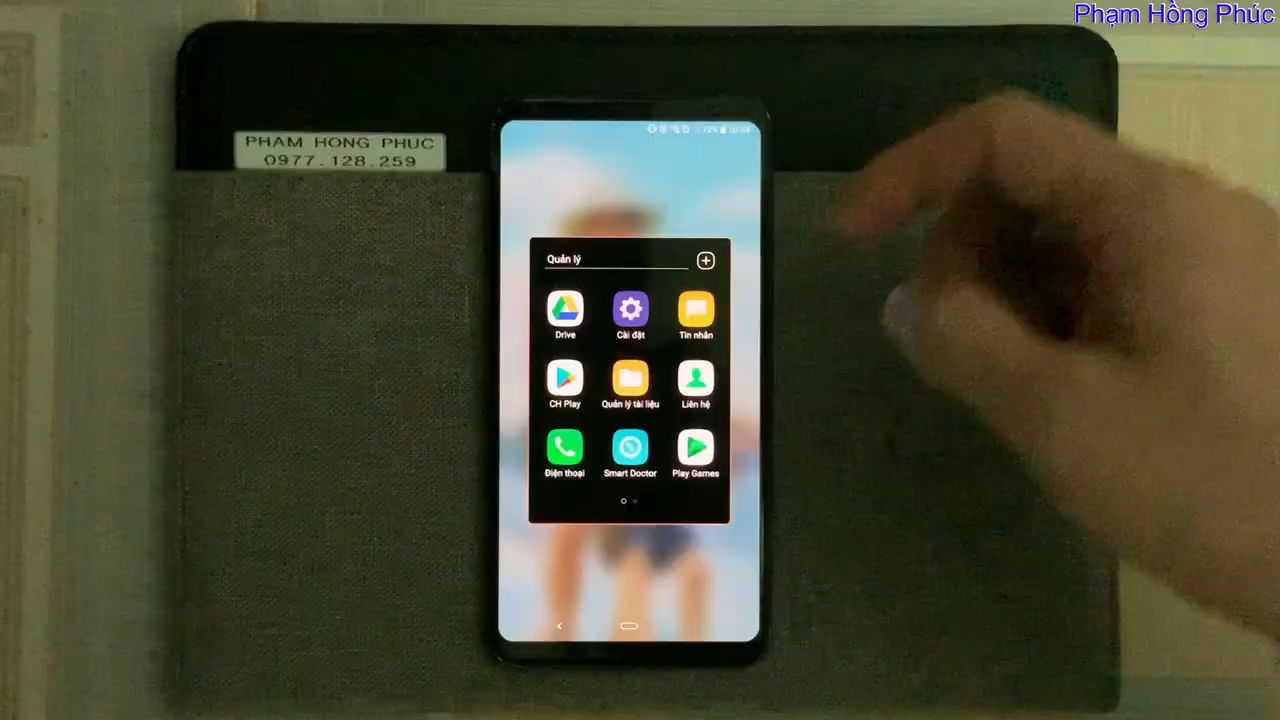 Phạm Hồng Phúc
PHAM HONG PHUC
0977.128.259
Quản lý
Drive
Cài đặt
Tin nhắn
CH Play
Quản lý tài liệu
Liên hệ
Điện thoại
Smart Doctor
Play Games